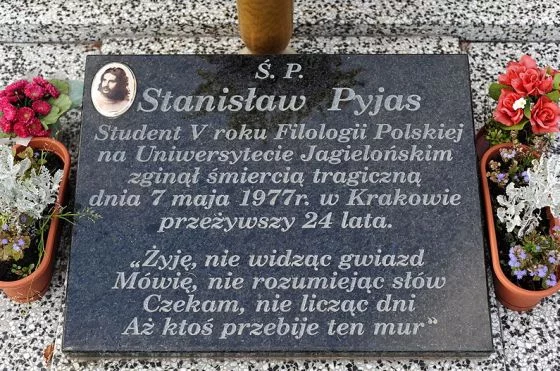 Ś. P.
Stanisław Pyjas
Student V roku Filologii Polskiej
na Uniwersytecie Jagielońskim
zginął śmiercią tragiczną
dnia 7 maja 1977r. w Krakowie
przeżywszy 24 lata.
„Żyję, nie widząc gwiazd
Mówię, nie rozumiejąc słów
Czekam, nie licząc dni
Aż ktoś przebije ten mur“